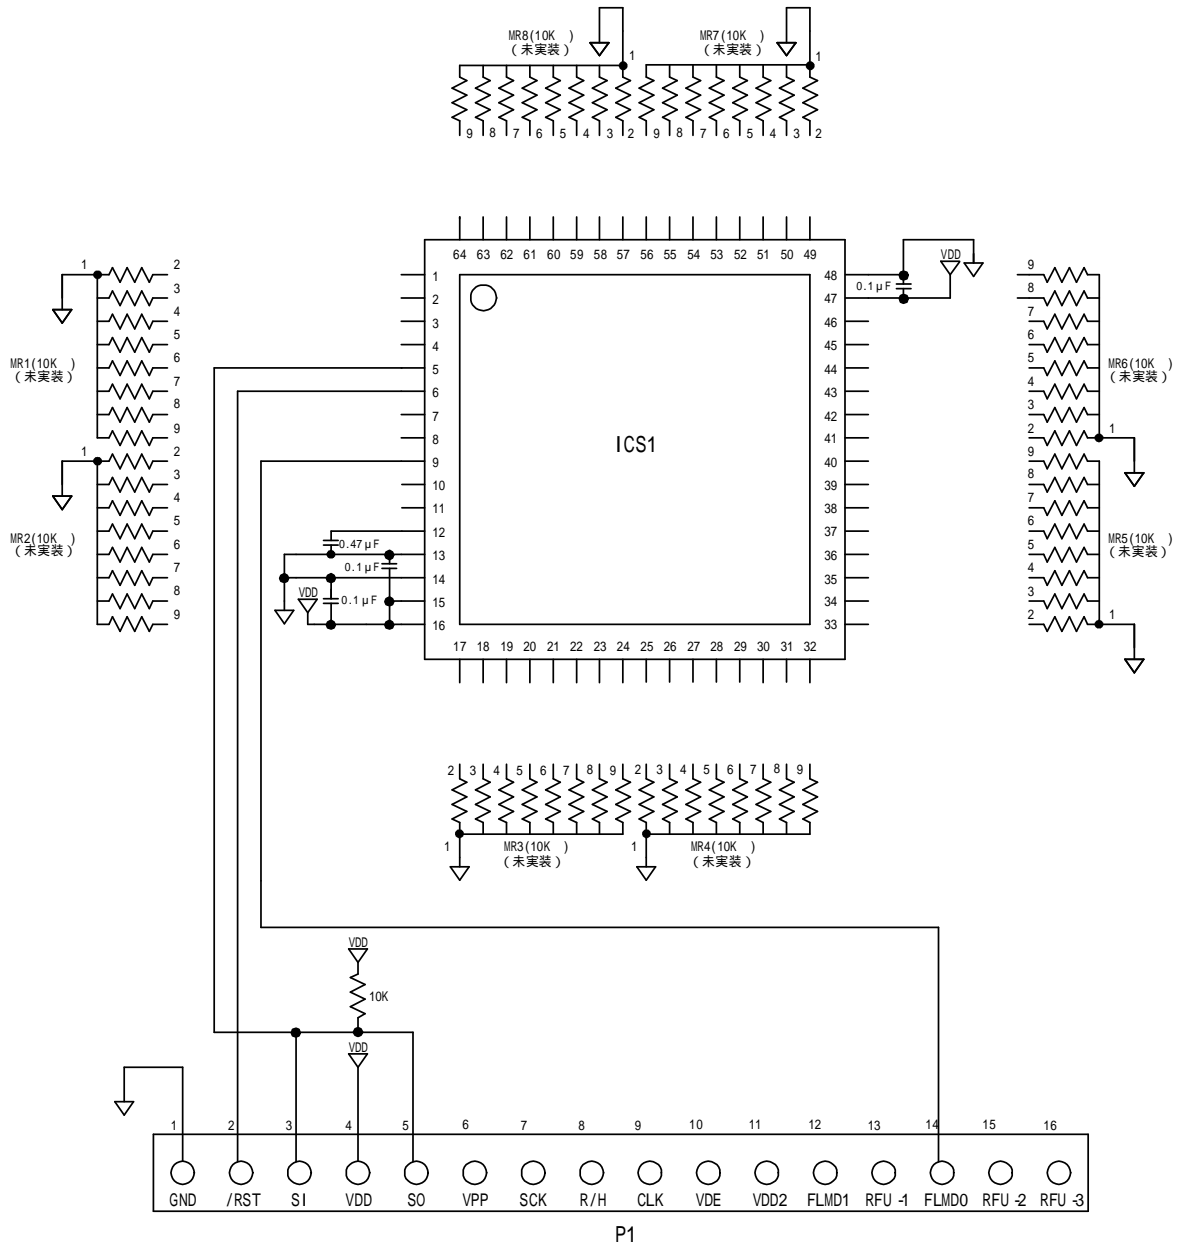 MR8(10K )
(未実装)
1
MR7(10K )
(未実装)
1
9 8 7 6 5 4 3 2 9 8 7 6 5 4 3 2
64 63 62 61 60 59 58 57 56 55 54 53 52 51 50 49
1
2
3
4
5
6
7
8
9
10
11
12
13
14
15
16
48
47
46
45
44
43
42
41
40
39
38
37
36
35
34
33
17 18 19 20 21 22 23 24 25 26 27 28 29 30 31 32
ICS1
VDD
0.1μF
1
2
3
4
5
6
7
8
9
MR1(10K )
(未実装)
1
2
3
4
5
6
7
8
9
MR2(10K )
(未実装)
0.47μF
0.1μF
VDD
0.1μF
9
8
7
6
5
4
3
2
1
MR6(10K )
(未実装)
9
8
7
6
5
4
3
2
1
MR5(10K )
(未実装)
2 3 4 5 6 7 8 9 2 3 4 5 6 7 8 9
1
MR3(10K )
(未実装)
1
MR4(10K )
(未実装)
VDD
10K
VDD
1 2 3 4 5 6 7 8 9 10 11 12 13 14 15 16
GND /RST SI VDD SO VPP SCK R/H CLK VDE VDD2 FLMD1 RFU-1 FLMD0 RFU-2 RFU-3
P1